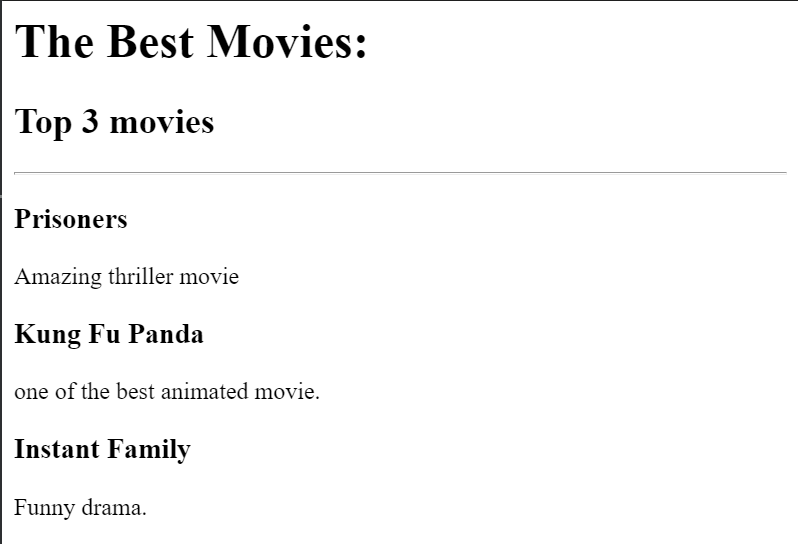 The Best Movies:
Top 3 movies
Prisoners
Amazing thriller movie
Kung Fu Panda
one of the best animated movie.
Instant Family
Funny drama.